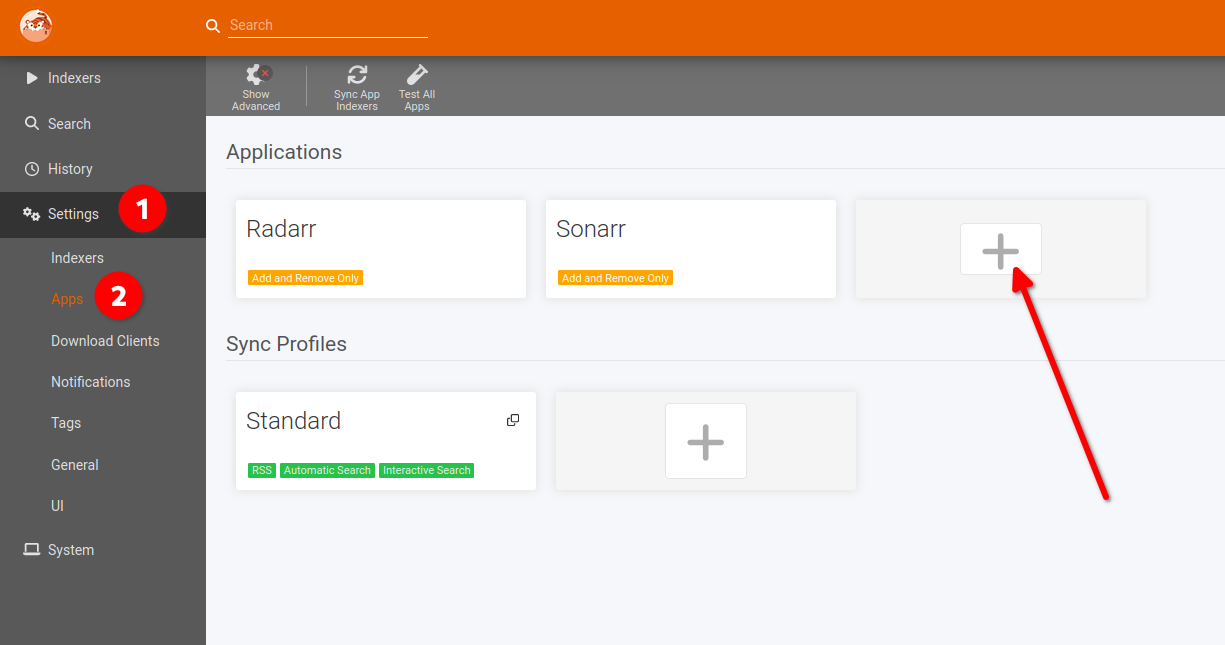 Search
Indexers
Search
History
Settings
1
Indexers
Apps
2
Download Clients
Notifications
Tags
General
UI
System
Show
Advanced
Sync App
Indexers
Test All
Apps
Applications
Radarr
Add and Remove Only
Sonarr
Add and Remove Only
Sync Profiles
Standard
RSS Automatic Search Interactive Search